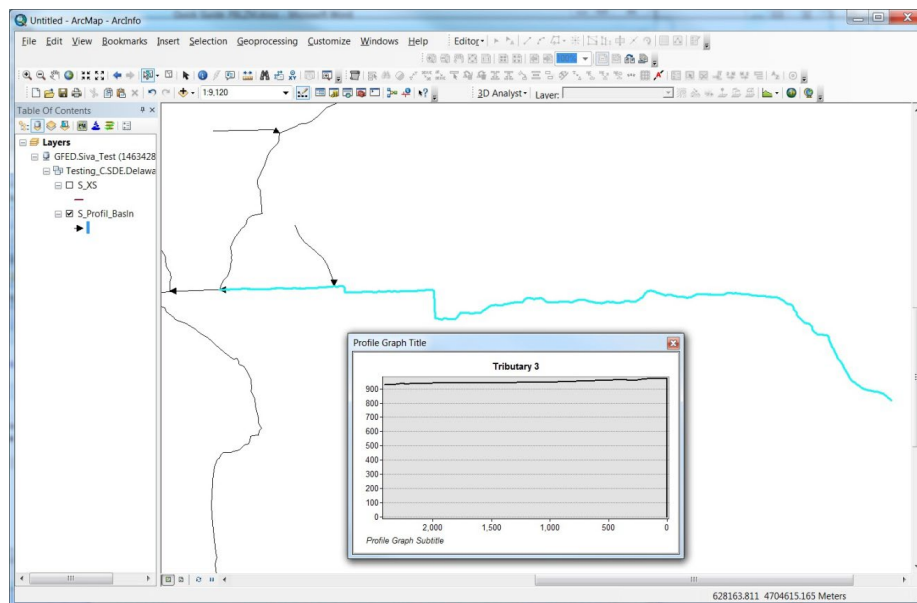 Untitled - ArcMap - ArcInfo
File Edit View Bookmarks Insert Selection Geoprocessing Customize Windows Help Editor
1:9,120 3D Analyst Layer:
Table Of Contents
Layers
GFED.Siva_Test (1463428
Testing_C.SDE.Delawa
S_XS
S_Profil_BasIn
Profile Graph Title
Tributary 3
900
800
700
600
500
400
300
200
100
0
2,000 1,500 1,000 500 0
Profile Graph Subtitle
628163.811 4704615.165 Meters